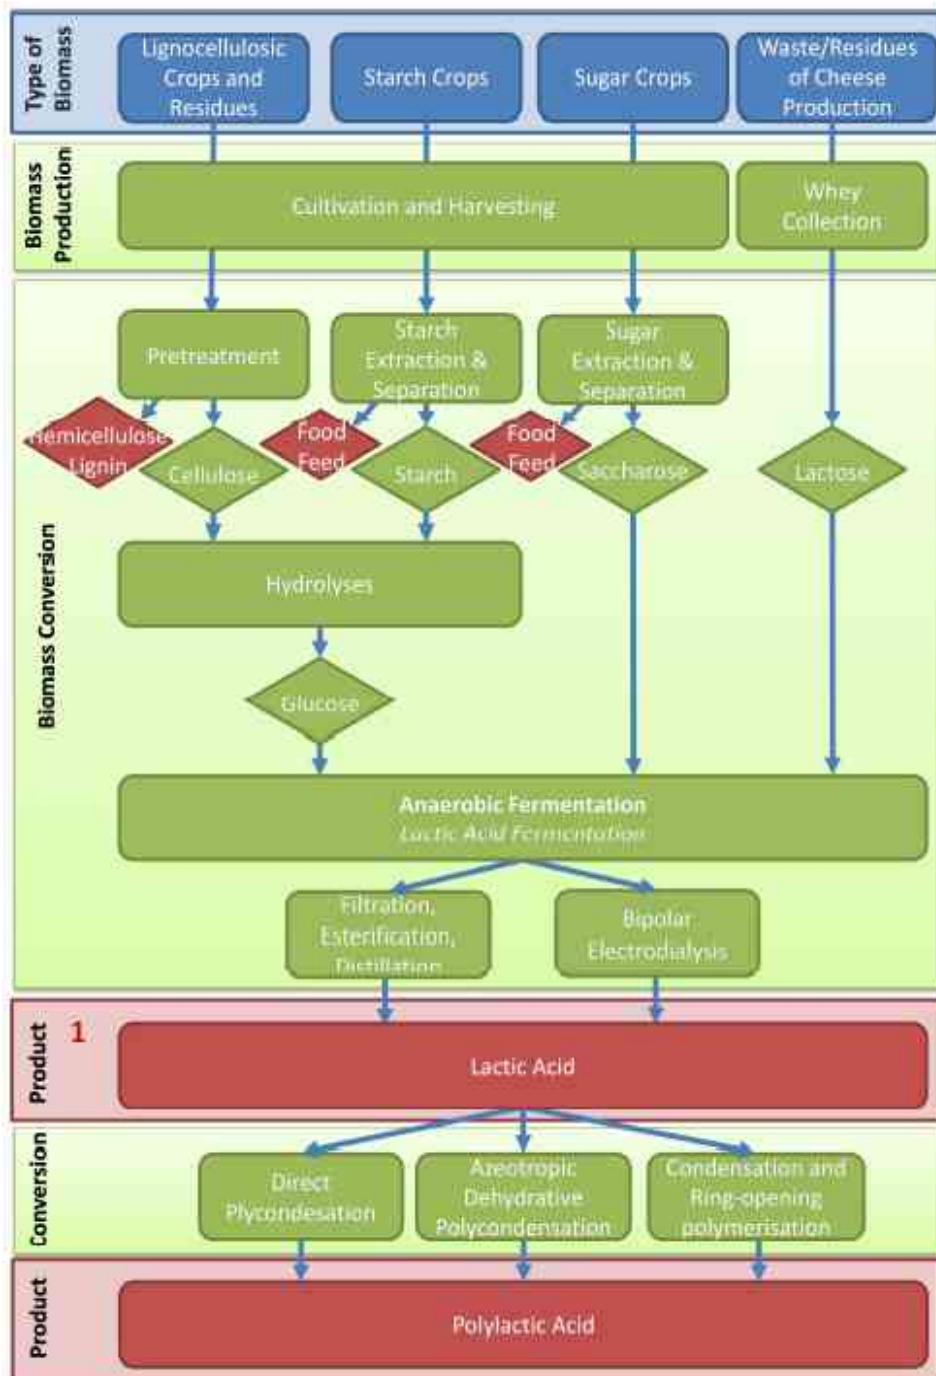 Type of
Biomass
Lignocellulosic
Crops and
Residues
Starch Crops
Sugar Crops
Waste/Residues
of Cheese
Production
Biomass
Production
Cultivation and Harvesting
Whey
Collection
Biomass Conversion
Pretreatment
Starch
Extraction &
Separation
Sugar
Extraction &
Separation
Hemicellulose
Lignin
Cellulose
Food
Feed
Starch
Food
Feed
Saccharose
Lactose
Hydrolyses
Glucose
Anaerobic Fermentation
Lactic Acid Fermentation
Filtration,
Esterification,
Distillation
Bipolar
Electrodialysis
Product
1
Lactic Acid
Conversion
Direct
Plycondesation
Azeotropic
Dehydrative
Polycondensation
Condensation and
Ring-opening
polymerisation
Product
Polylactic Acid